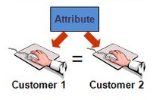 Attribute
=
Customer 1 Customer 2